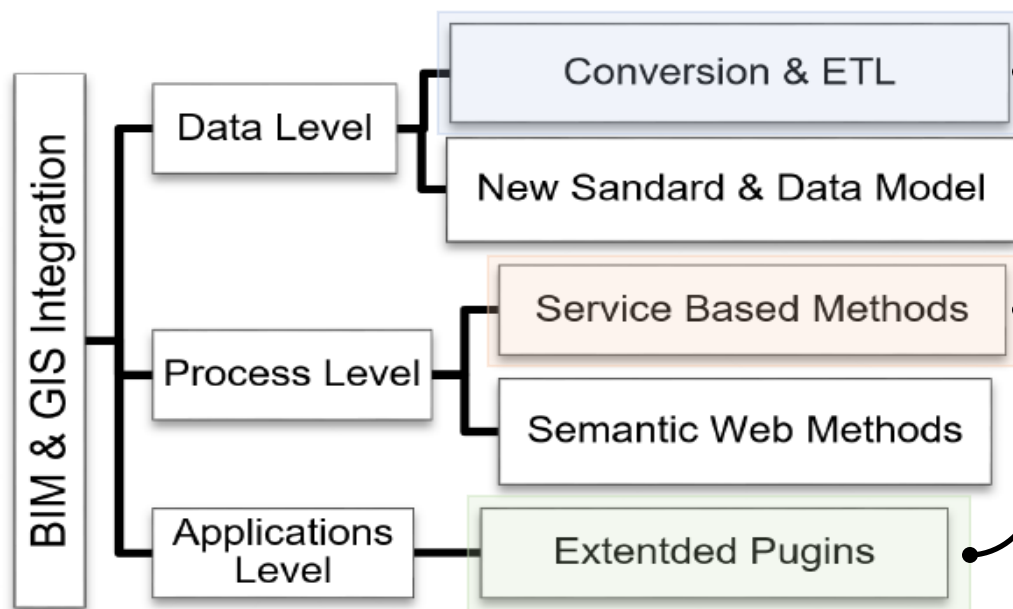 BIM & GIS Integration
Data Level
Conversion & ETL
New Sandard & Data Model
Process Level
Service Based Methods
Semantic Web Methods
Applications
Level
Extentded Pugins